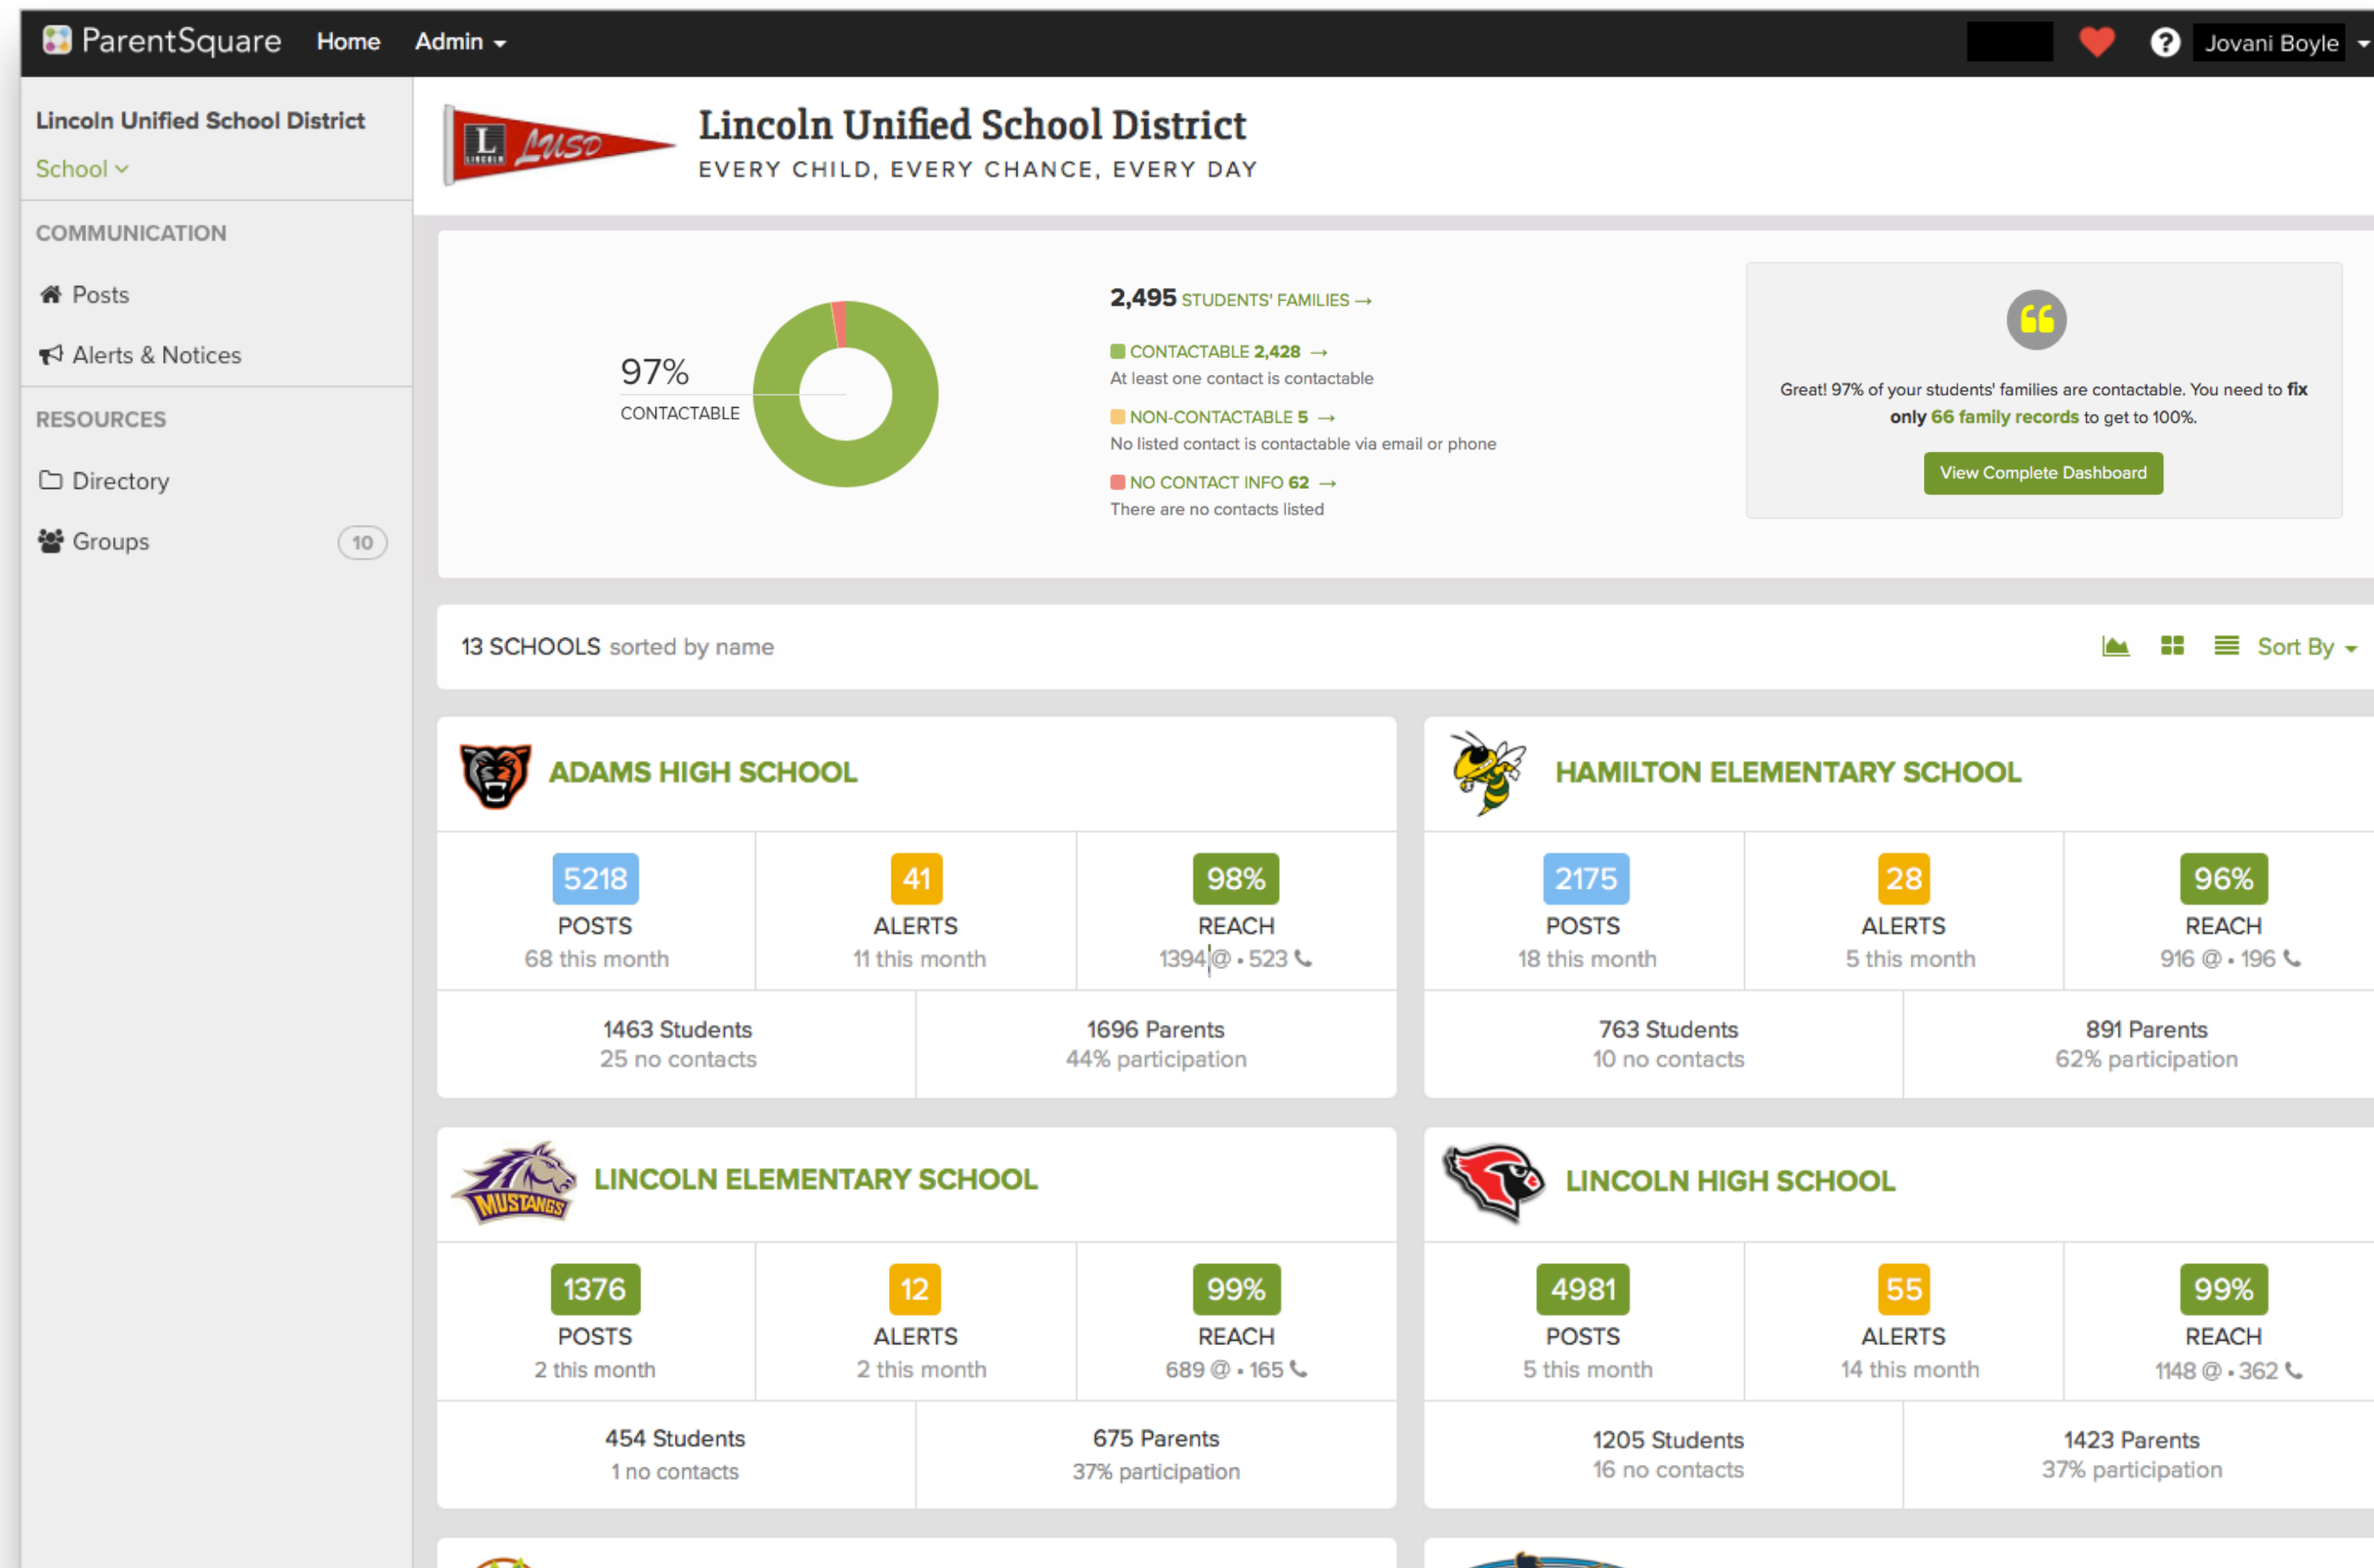 ParentSquare Home Admin
Jovani Boyle
Lincoln Unified School District
School
COMMUNICATION
Posts
Alerts & Notices
RESOURCES
Directory
Groups 10
L LINCOLN LUSD
Lincoln Unified School District
EVERY CHILD, EVERY CHANCE, EVERY DAY
97%
CONTACTABLE
2,495 STUDENTS' FAMILIES →
CONTACTABLE 2,428 →
At least one contact is contactable
NON-CONTACTABLE 5 →
No listed contact is contactable via email or phone
NO CONTACT INFO 62 →
There are no contacts listed
Great! 97% of your students' families are contactable. You need to fix
only 66 family records to get to 100%.
View Complete Dashboard
13 SCHOOLS sorted by name
Sort By
ADAMS HIGH SCHOOL
5218 41 98%
POSTS ALERTS REACH
68 this month 11 this month 1394 @ • 523
1463 Students 1696 Parents
25 no contacts 44% participation
HAMILTON ELEMENTARY SCHOOL
2175 28 96%
POSTS ALERTS REACH
18 this month 5 this month 916 @ • 196
763 Students 891 Parents
10 no contacts 62% participation
MUSTANGS
LINCOLN ELEMENTARY SCHOOL
1376 12 99%
POSTS ALERTS REACH
2 this month 2 this month 689 @ • 165
454 Students 675 Parents
1 no contacts 37% participation
LINCOLN HIGH SCHOOL
4981 55 99%
POSTS ALERTS REACH
5 this month 14 this month 1148 @ • 362
1205 Students 1423 Parents
16 no contacts 37% participation